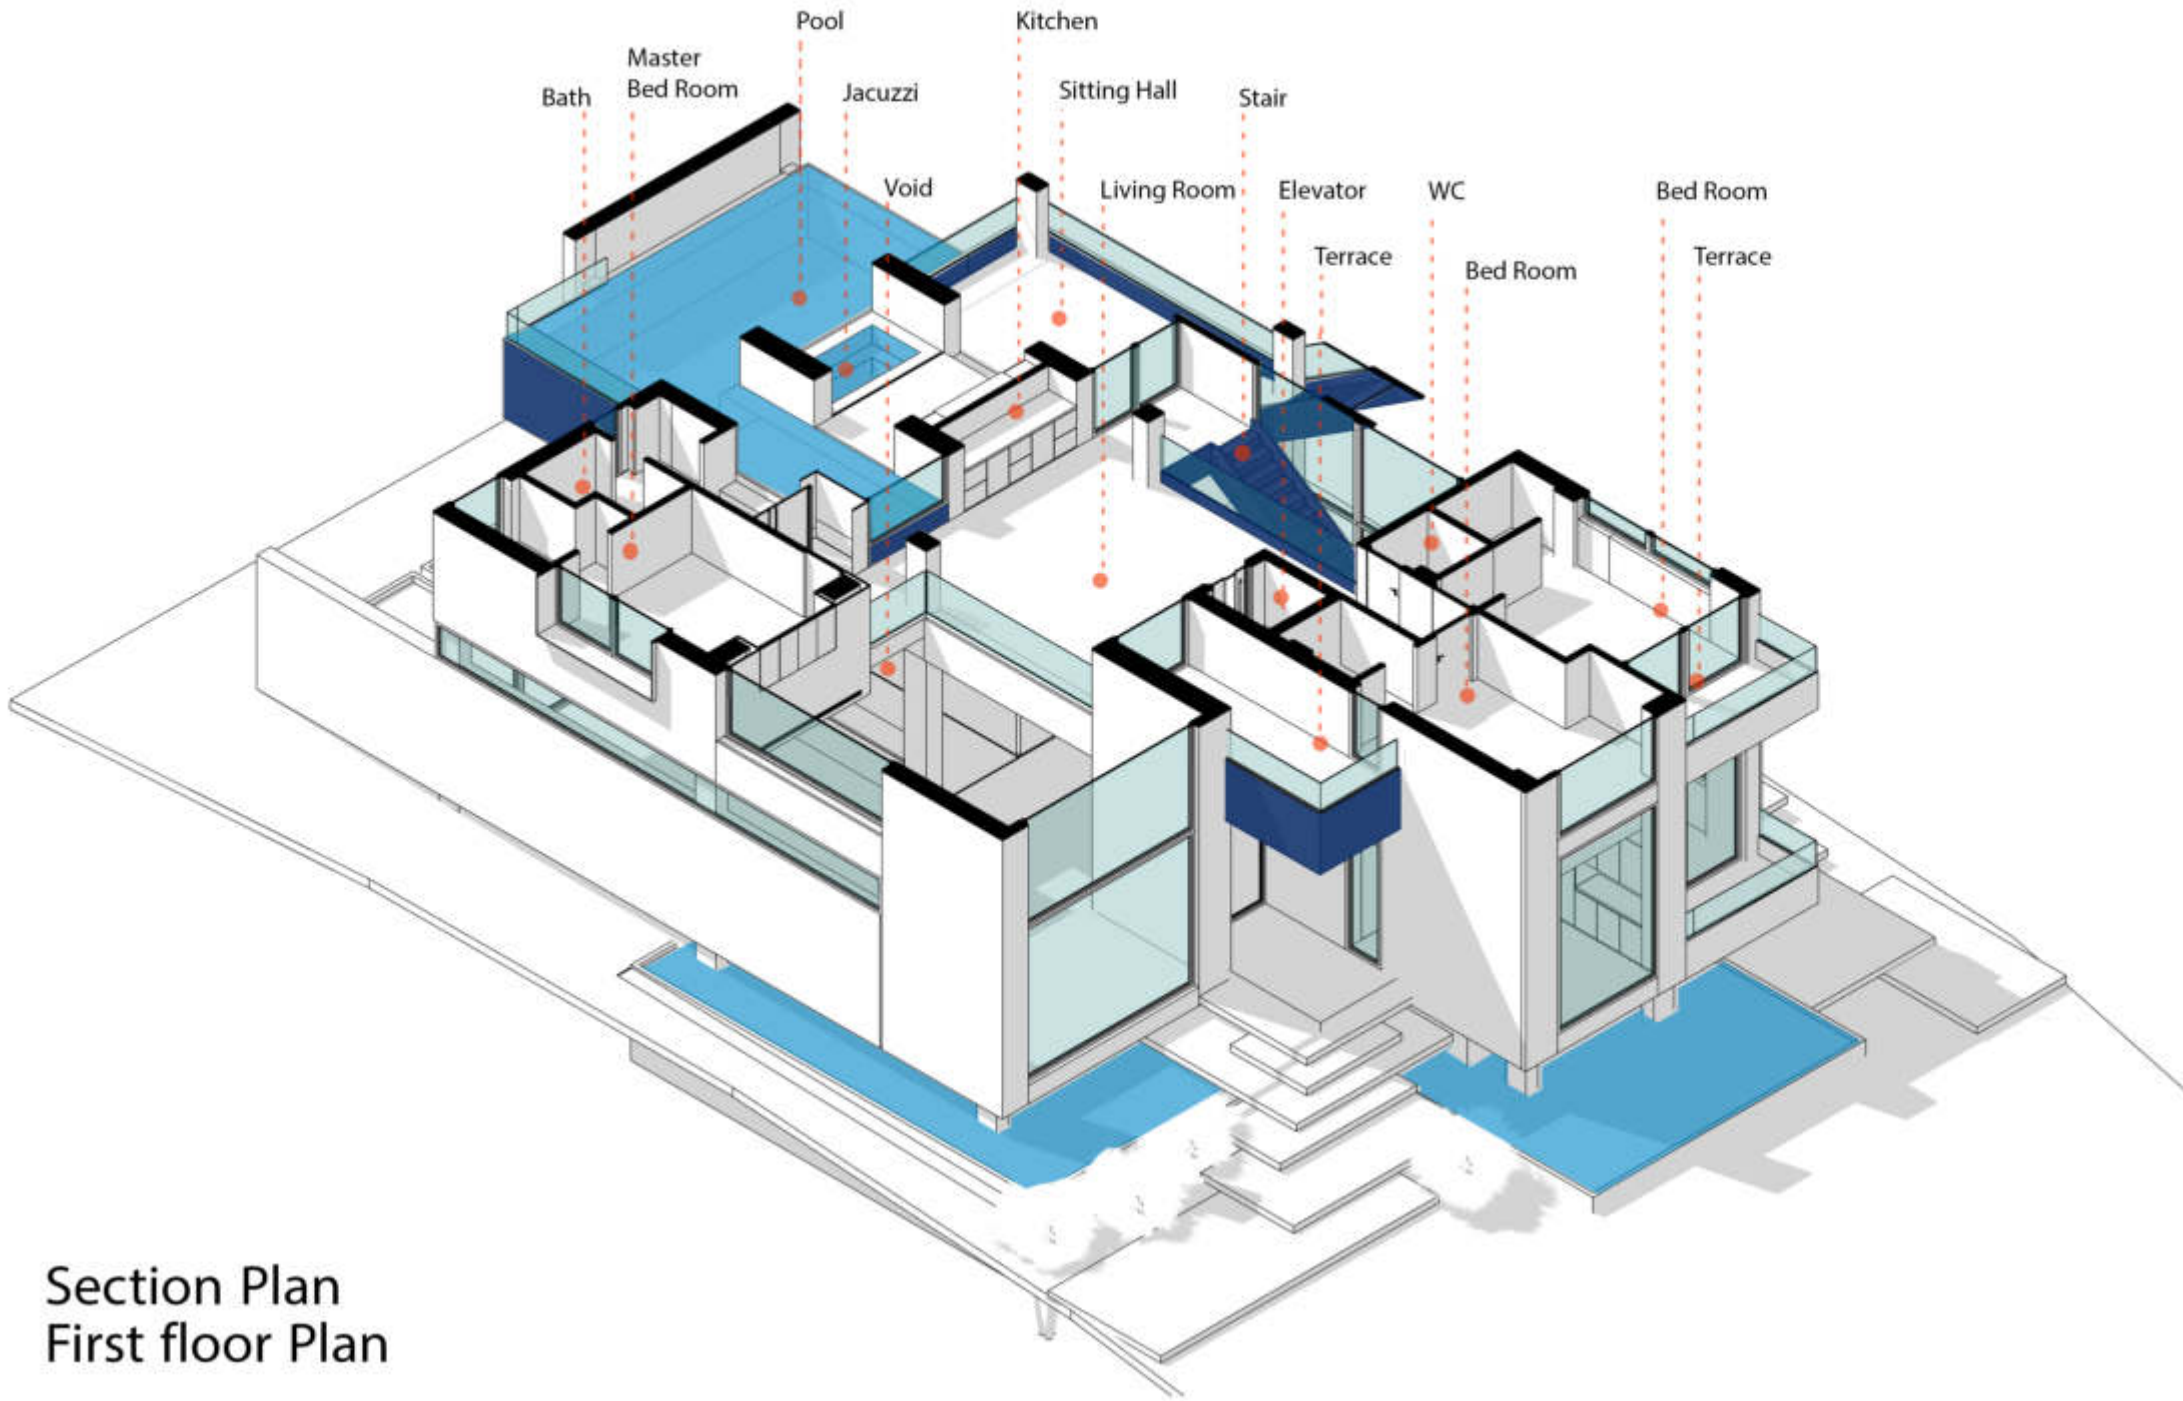 Pool
Kitchen
Master
Bed Room
Bath
Jacuzzi
Sitting Hall
Stair
Void
Living Room
Elevator
WC
Bed Room
Terrace
Bed Room
Terrace
Section Plan
First floor Plan